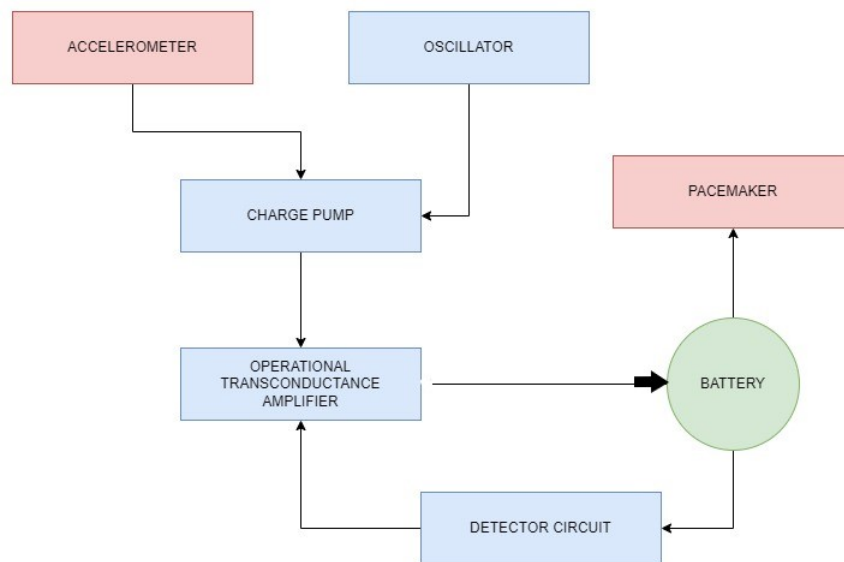 ACCELEROMETER
OSCILLATOR
PACEMAKER
CHARGE PUMP
OPERATIONAL
TRANSCONDUCTANCE
AMPLIFIER
BATTERY
DETECTOR CIRCUIT